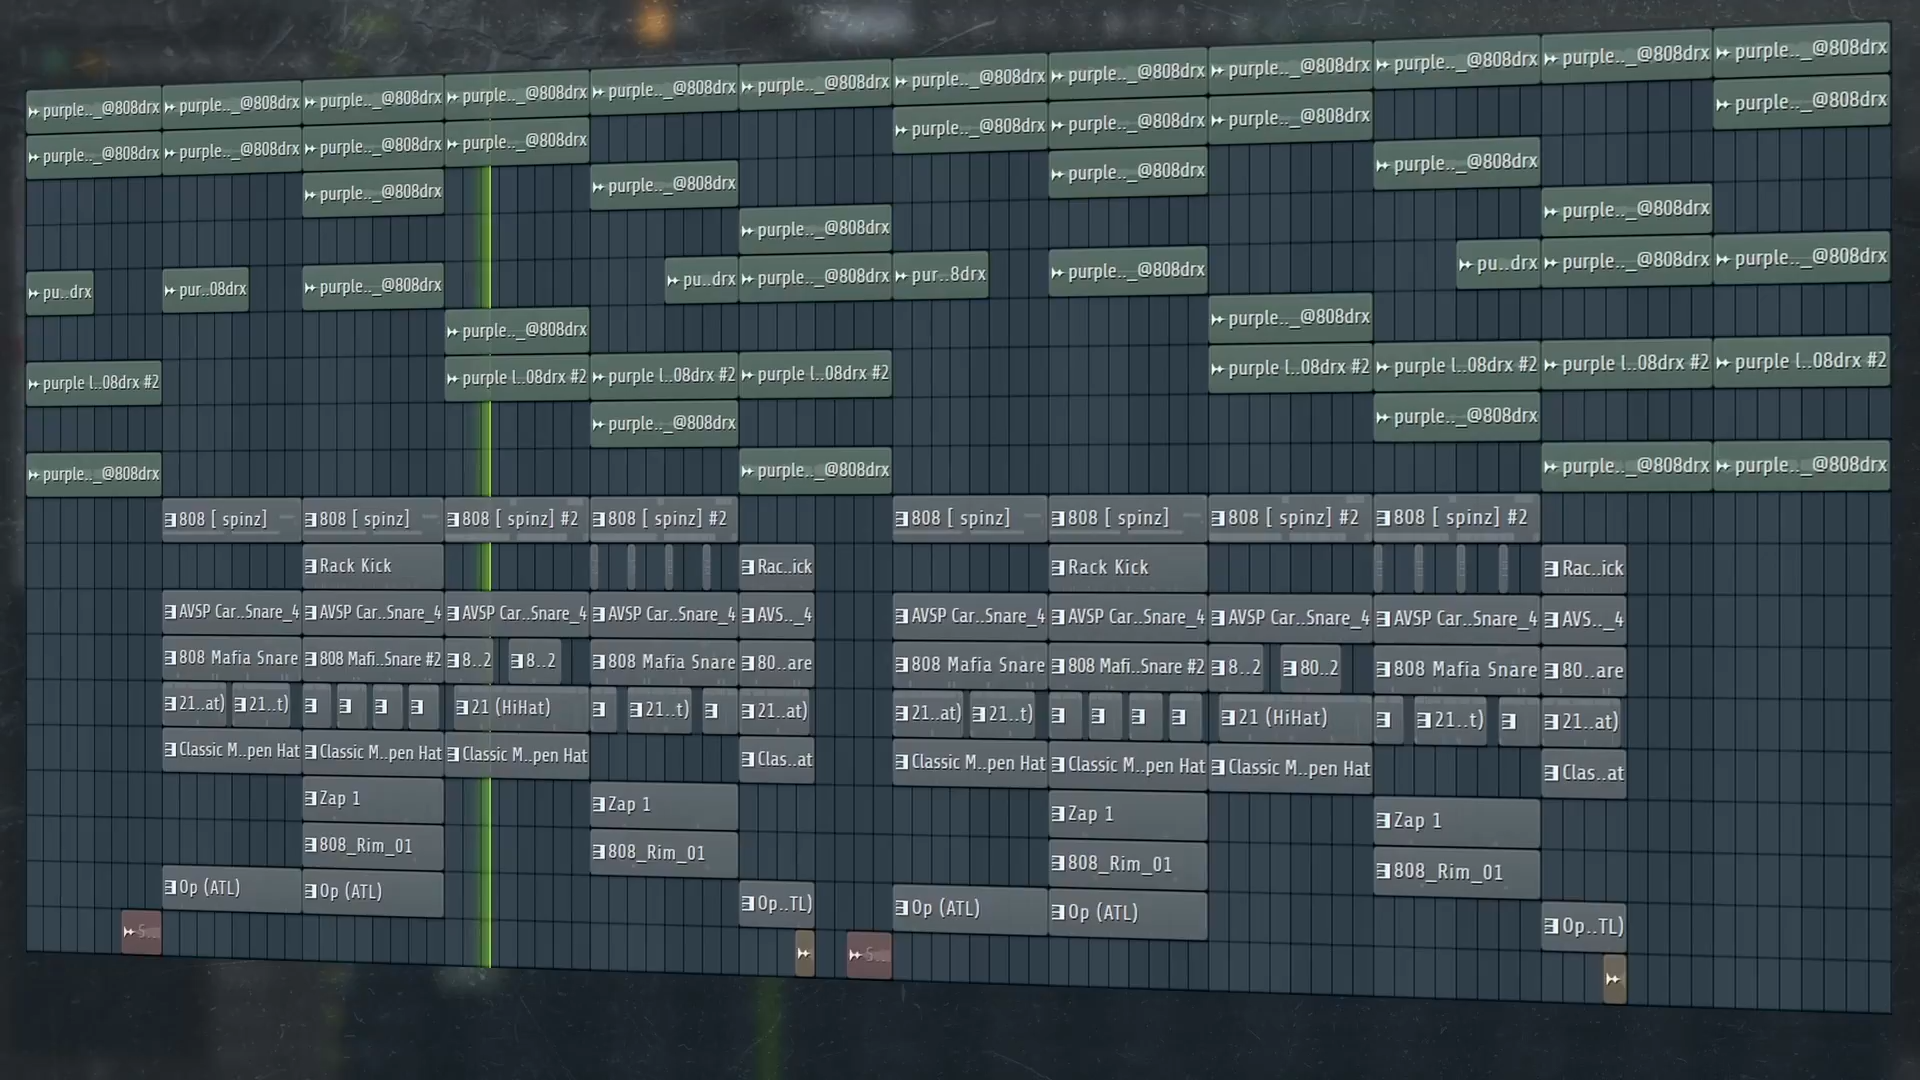 purple.._@808drx purple.._@808drx purple.._@808drx purple.._@808drx purple.._@808drx purple.._@808drx purple.._@808drx purple.._@808drx purple.._@808drx purple.._@808drx purple.._@808drx purple.._@808drx
purple.._@808drx purple.._@808drx purple.._@808drx purple.._@808drx purple.._@808drx purple.._@808drx purple.._@808drx purple.._@808drx
purple.._@808drx purple.._@808drx purple.._@808drx purple.._@808drx
purple.._@808drx purple.._@808drx
pu..drx pur..08drx purple.._@808drx pu..drx purple.._@808drx pur..8drx purple.._@808drx pu..drx purple.._@808drx purple.._@808drx
purple.._@808drx purple.._@808drx
purple l..08drx #2 purple l..08drx #2 purple l..08drx #2 purple l..08drx #2 purple l..08drx #2 purple l..08drx #2 purple l..08drx #2 purple l..08drx #2
purple.._@808drx purple.._@808drx
purple.._@808drx purple.._@808drx purple.._@808drx purple.._@808drx
808 [ spinz] 808 [ spinz] 808 [ spinz] #2 808 [ spinz] #2 808 [ spinz] 808 [ spinz] 808 [ spinz] #2 808 [ spinz] #2
Rack Kick Rac..ick Rack Kick Rac..ick
AVSP Car..Snare_4 AVSP Car..Snare_4 AVSP Car..Snare_4 AVSP Car..Snare_4 AVS.._4 AVSP Car..Snare_4 AVSP Car..Snare_4 AVSP Car..Snare_4 AVSP Car..Snare_4 AVS.._4
808 Mafia Snare 808 Mafi..Snare #2 8..2 8..2 808 Mafia Snare 80..are 808 Mafia Snare 808 Mafi..Snare #2 8..2 80..2 808 Mafia Snare 80..are
21..at) 21..t) 21 (HiHat) 21..t) 21..at) 21..at) 21..t) 21 (HiHat) 21..t) 21..at)
Classic M..pen Hat Classic M..pen Hat Classic M..pen Hat Clas..at Classic M..pen Hat Classic M..pen Hat Classic M..pen Hat Clas..at
Zap 1 Zap 1 Zap 1 Zap 1
808_Rim_01 808_Rim_01 808_Rim_01 808_Rim_01
Op (ATL) Op (ATL) Op..TL) Op (ATL) Op (ATL) Op..TL)